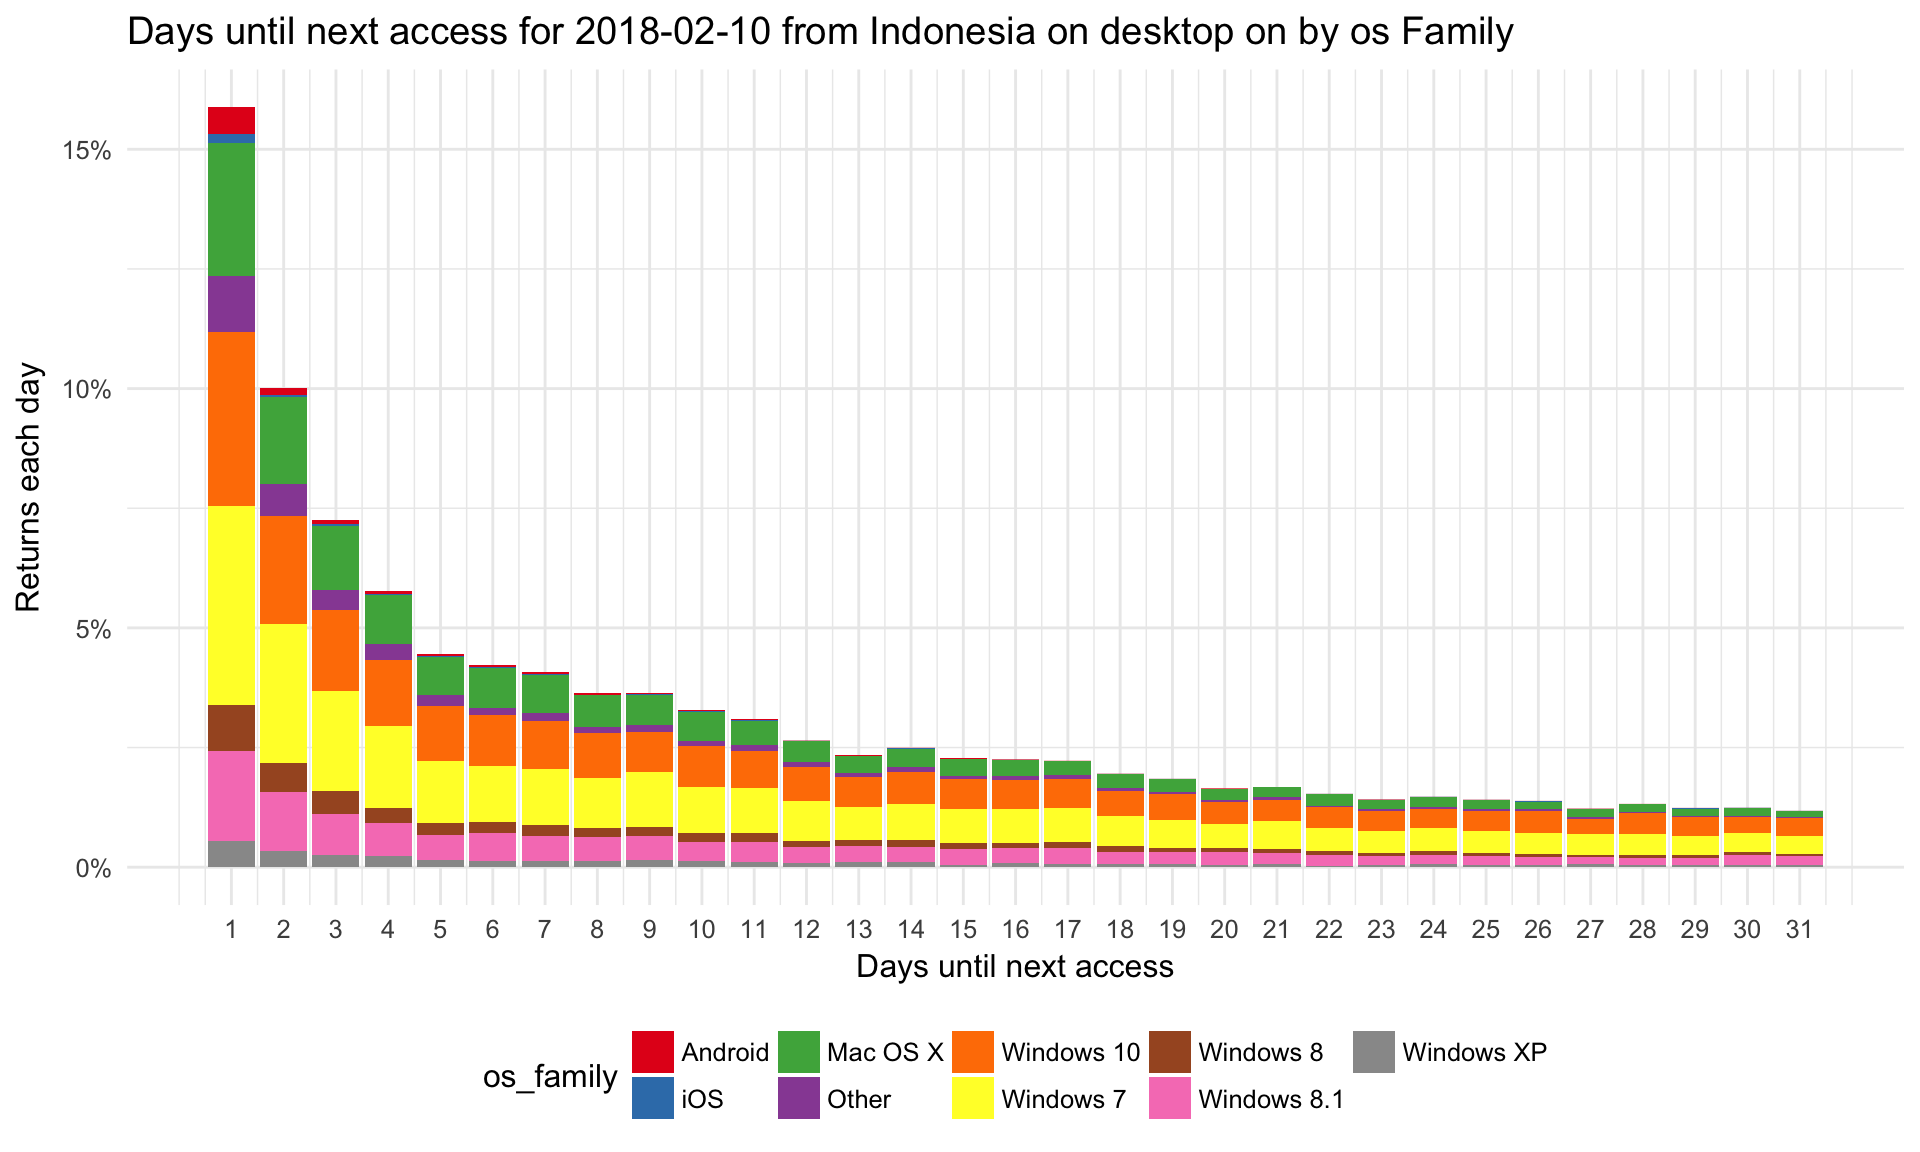 Days until next access for 2018-02-10 from Indonesia on desktop on by os Family
Returns each day
15%
10%
5%
0%
1 2 3 4 5 6 7 8 9 10 11 12 13 14 15 16 17 18 19 20 21 22 23 24 25 26 27 28 29 30 31
Days until next access
os_family
Android Mac OS X Windows 10 Windows 8 Windows XP
iOS Other Windows 7 Windows 8.1